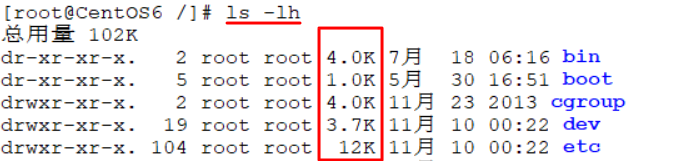 [root@CentOS6 /]# ls -lh
总用量 102K
dr-xr-xr-x. 2 root root 4.0K 7月 18 06:16 bin
dr-xr-xr-x. 5 root root 1.0K 5月 30 16:51 boot
drwxr-xr-x. 2 root root 4.0K 11月 23 2013 cgroup
drwxr-xr-x. 19 root root 3.7K 11月 10 00:22 dev
drwxr-xr-x. 104 root root 12K 11月 10 00:22 etc